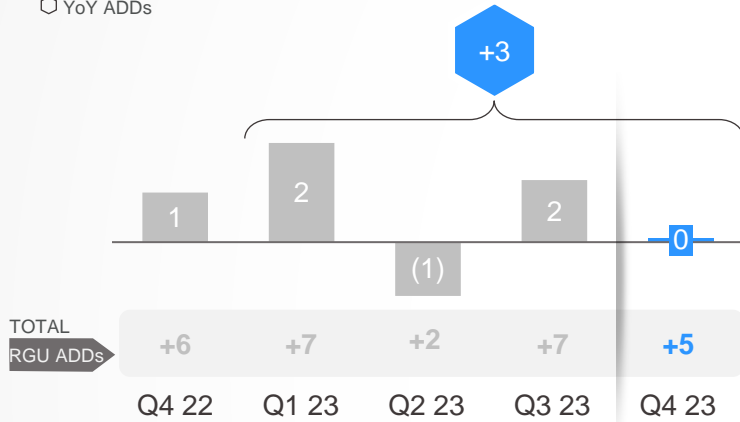 YoY ADDs
+3
1
2
(1)
2
0
TOTAL
RGU ADDs
+6
+7
+2
+7
+5
Q4 22
Q1 23
Q2 23
Q3 23
Q4 23